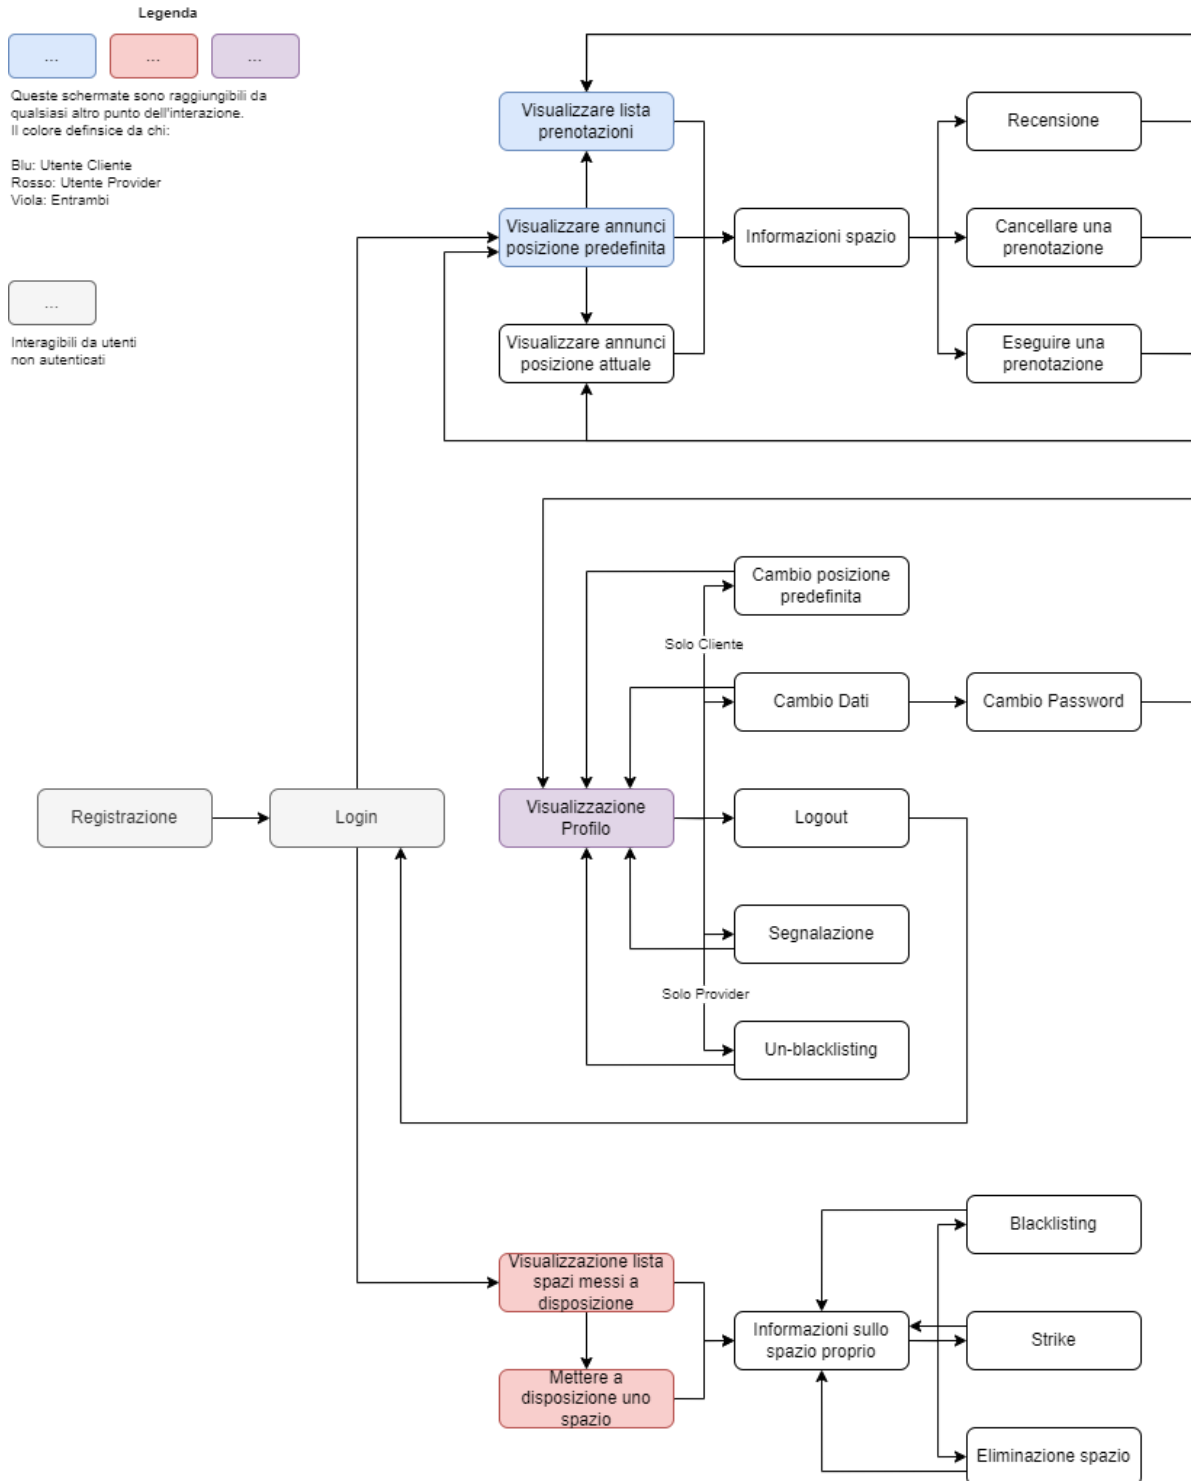 Legenda
...
...
...
Queste schermate sono raggiungibili da
qualsiasi altro punto dell'interazione.
Il colore definsice da chi:
Blu: Utente Cliente
Rosso: Utente Provider
Viola: Entrambi
...
Interagibili da utenti
non autenticati
Visualizzare lista
prenotazioni
Visualizzare annunci
posizione predefinita
Visualizzare annunci
posizione attuale
Informazioni spazio
Recensione
Cancellare una
prenotazione
Eseguire una
prenotazione
Cambio posizione
predefinita
Solo Cliente
Cambio Dati
Cambio Password
Registrazione
Login
Visualizzazione
Profilo
Logout
Segnalazione
Solo Provider
Un-blacklisting
Visualizzazione lista
spazi messi a
disposizione
Mettere a
disposizione uno
spazio
Informazioni sullo
spazio proprio
Blacklisting
Strike
Eliminazione spazio